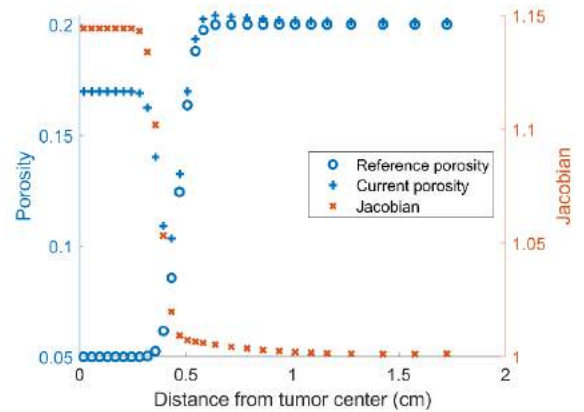 0.2
0.15
0.1
0.05
Porosity
1.15
1.1
1.05
1
Jacobian
Reference porosity
Current porosity
Jacobian
0 0.5 1 1.5 2
Distance from tumor center (cm)